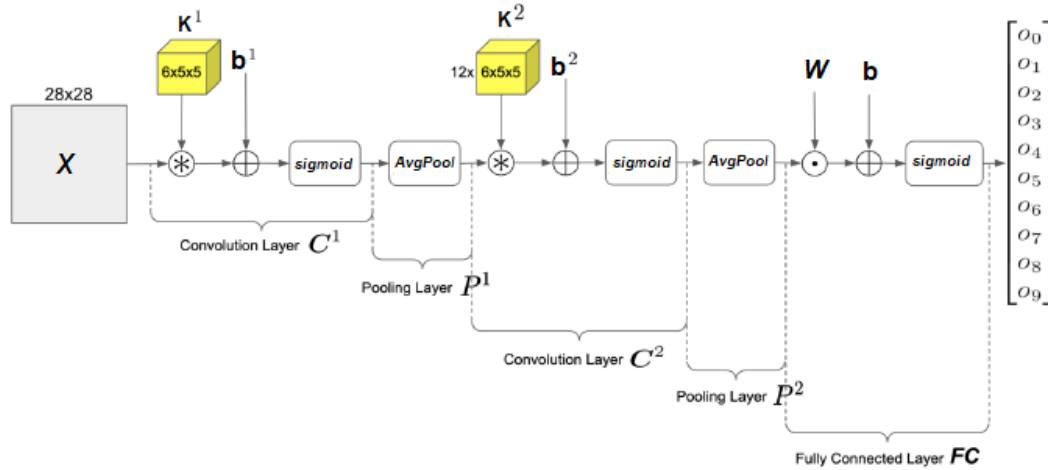 K¹
K²
6x5x5
b¹
12x
6x5x5
b²
W
b
28x28
X
sigmoid
AvgPool
sigmoid
AvgPool
sigmoid
o₀
o₁
o₂
o₃
o₄
o₅
o₆
o₇
o₈
o₉
Convolution Layer C¹
Pooling Layer P¹
Convolution Layer C²
Pooling Layer P²
Fully Connected Layer FC